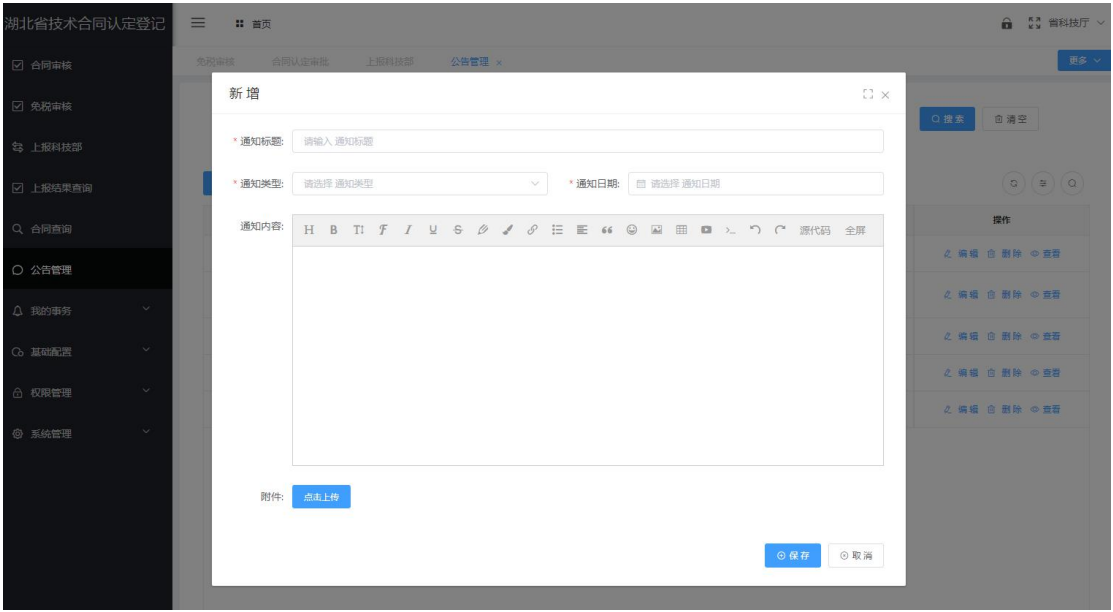 湖北省技术合同认定登记
首页
省科技厅
合同审核
免税审核
上报科技部
上报结果查询
合同查询
公告管理
我的事务
基础配置
权限管理
系统管理
免税审核 合同认定审批 上报科技部 公告管理 ×
更多
搜索 清空
操作
编辑 删除 查看
编辑 删除 查看
编辑 删除 查看
编辑 删除 查看
编辑 删除 查看
新增
* 通知标题: 请输入 通知标题
* 通知类型: 请选择 通知类型
* 通知日期: 请选择 通知日期
通知内容:
H B TI F I U S 源代码 全屏
附件: 点击上传
保存 取消